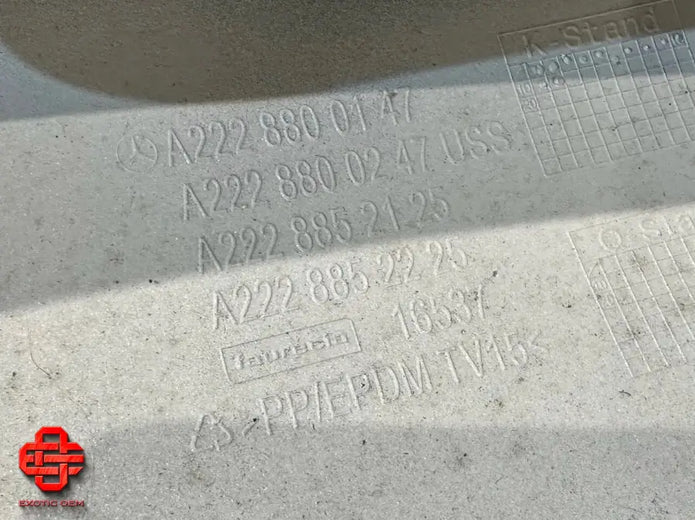 K-Stand
A222 880 01 47
A222 880 02 47 USS
A222 885 21 25
A222 885 22 25
faurecia 16537
>PP/EPDM TV15<
EXOTIC OEM